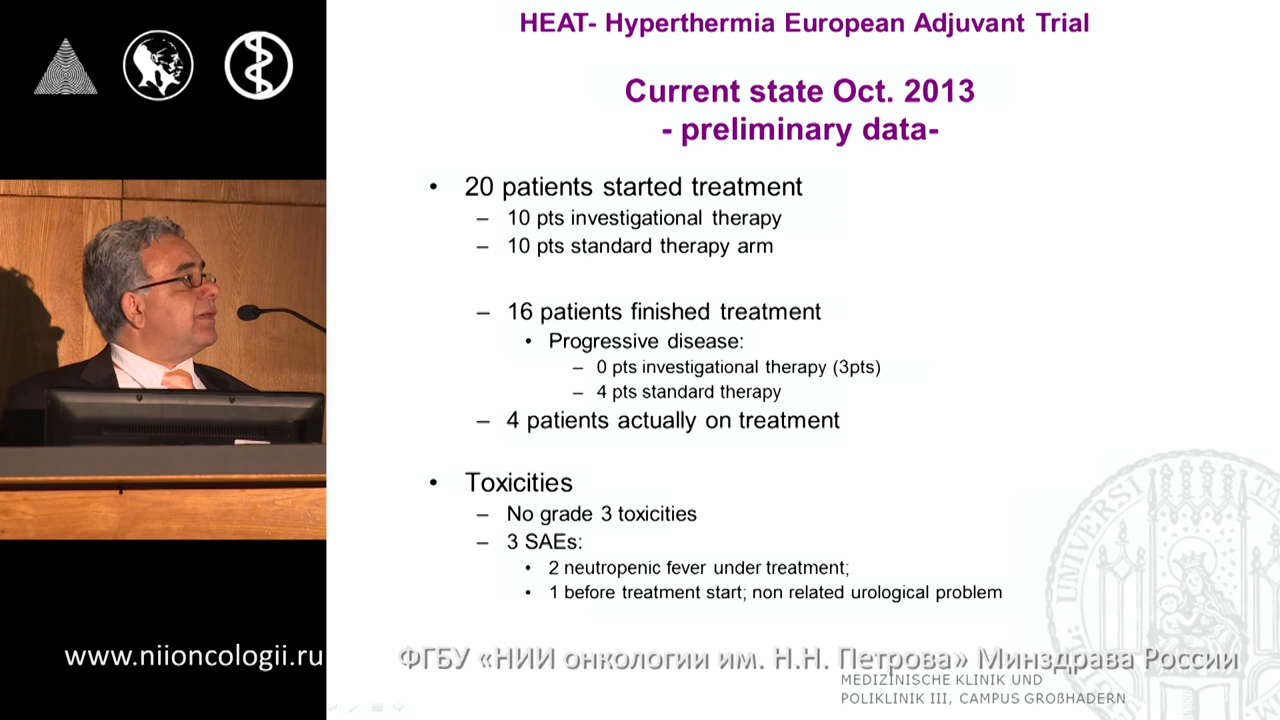 HEAT- Hyperthermia European Adjuvant Trial
Current state Oct. 2013
- preliminary data-
• 20 patients started treatment
– 10 pts investigational therapy
– 10 pts standard therapy arm
– 16 patients finished treatment
• Progressive disease:
– 0 pts investigational therapy (3pts)
– 4 pts standard therapy
– 4 patients actually on treatment
• Toxicities
– No grade 3 toxicities
– 3 SAEs:
• 2 neutropenic fever under treatment;
• 1 before treatment start; non related urological problem
www.niioncologii.ru
ФГБУ «НИИ онкологии им. Н.Н. Петрова» Минздрава России
MEDIZINISCHE KLINIK UND
POLIKLINIK III, CAMPUS GROßHADERN